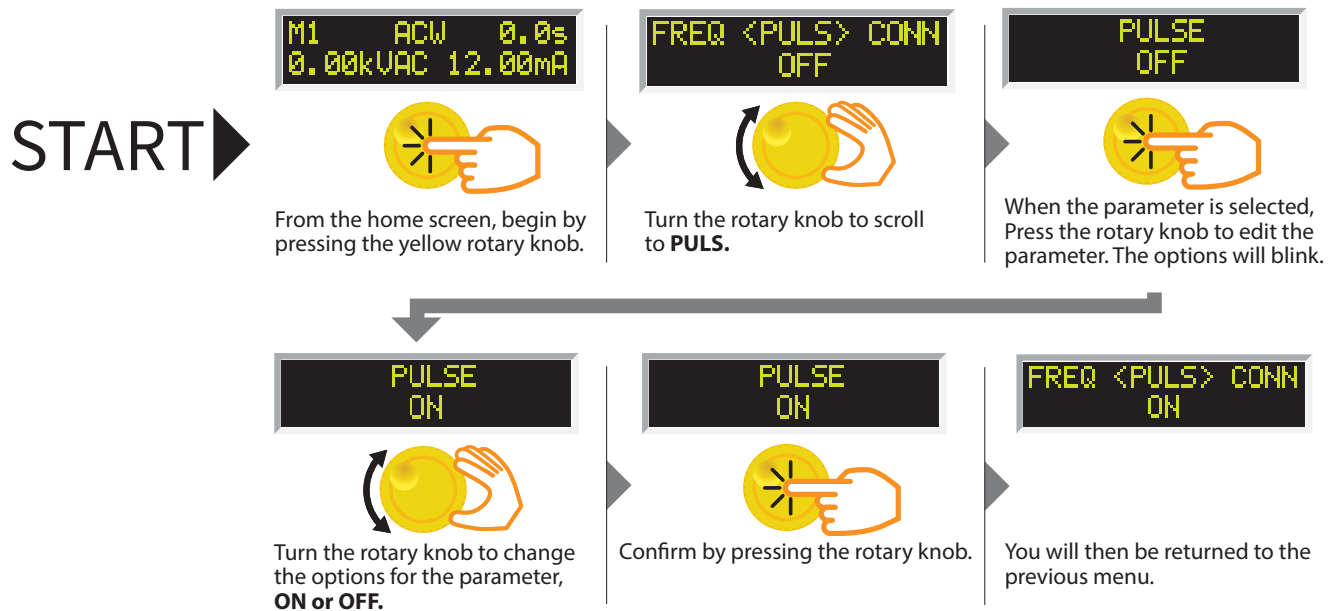 START
M1 ACW 0.0s
0.00kVAC 12.00mA
From the home screen, begin by
pressing the yellow rotary knob.
FREQ <PULS> CONN
OFF
Turn the rotary knob to scroll
to PULS.
PULSE
OFF
When the parameter is selected,
Press the rotary knob to edit the
parameter. The options will blink.
PULSE
ON
Turn the rotary knob to change
the options for the parameter,
ON or OFF.
PULSE
ON
Confirm by pressing the rotary knob.
FREQ <PULS> CONN
ON
You will then be returned to the
previous menu.